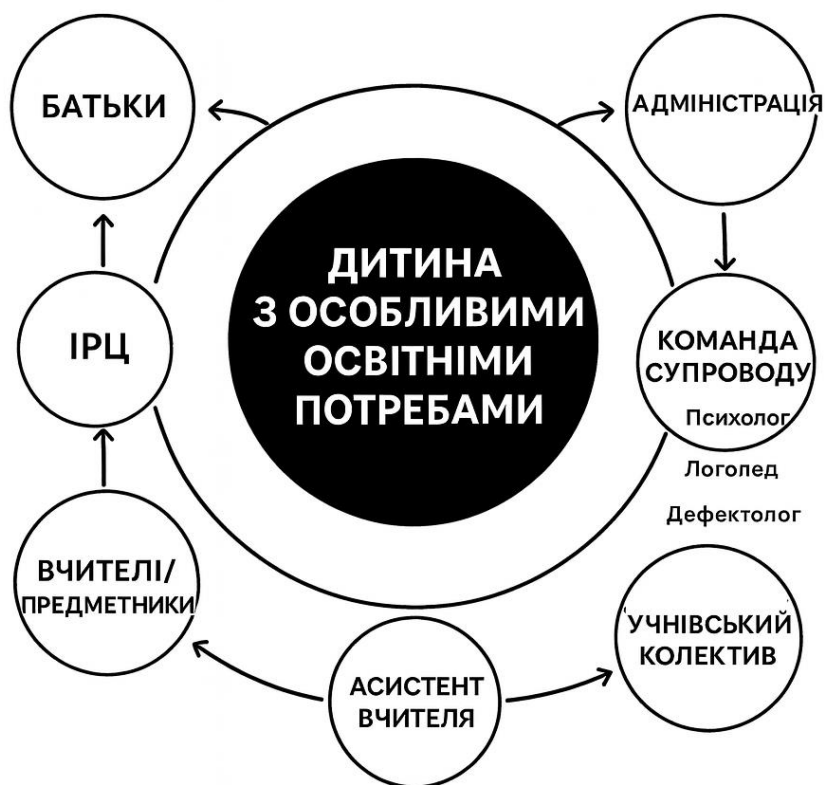 БАТЬКИ
АДМІНІСТРАЦІЯ
ДИТИНА
З ОСОБЛИВИМИ
ОСВІТНІМИ
ПОТРЕБАМИ
ІРЦ
КОМАНДА
СУПРОВОДУ
Психолог
Логопед
Дефектолог
ВЧИТЕЛІ/
ПРЕДМЕТНИКИ
АСИСТЕНТ
ВЧИТЕЛЯ
УЧНІВСЬКИЙ
КОЛЕКТИВ